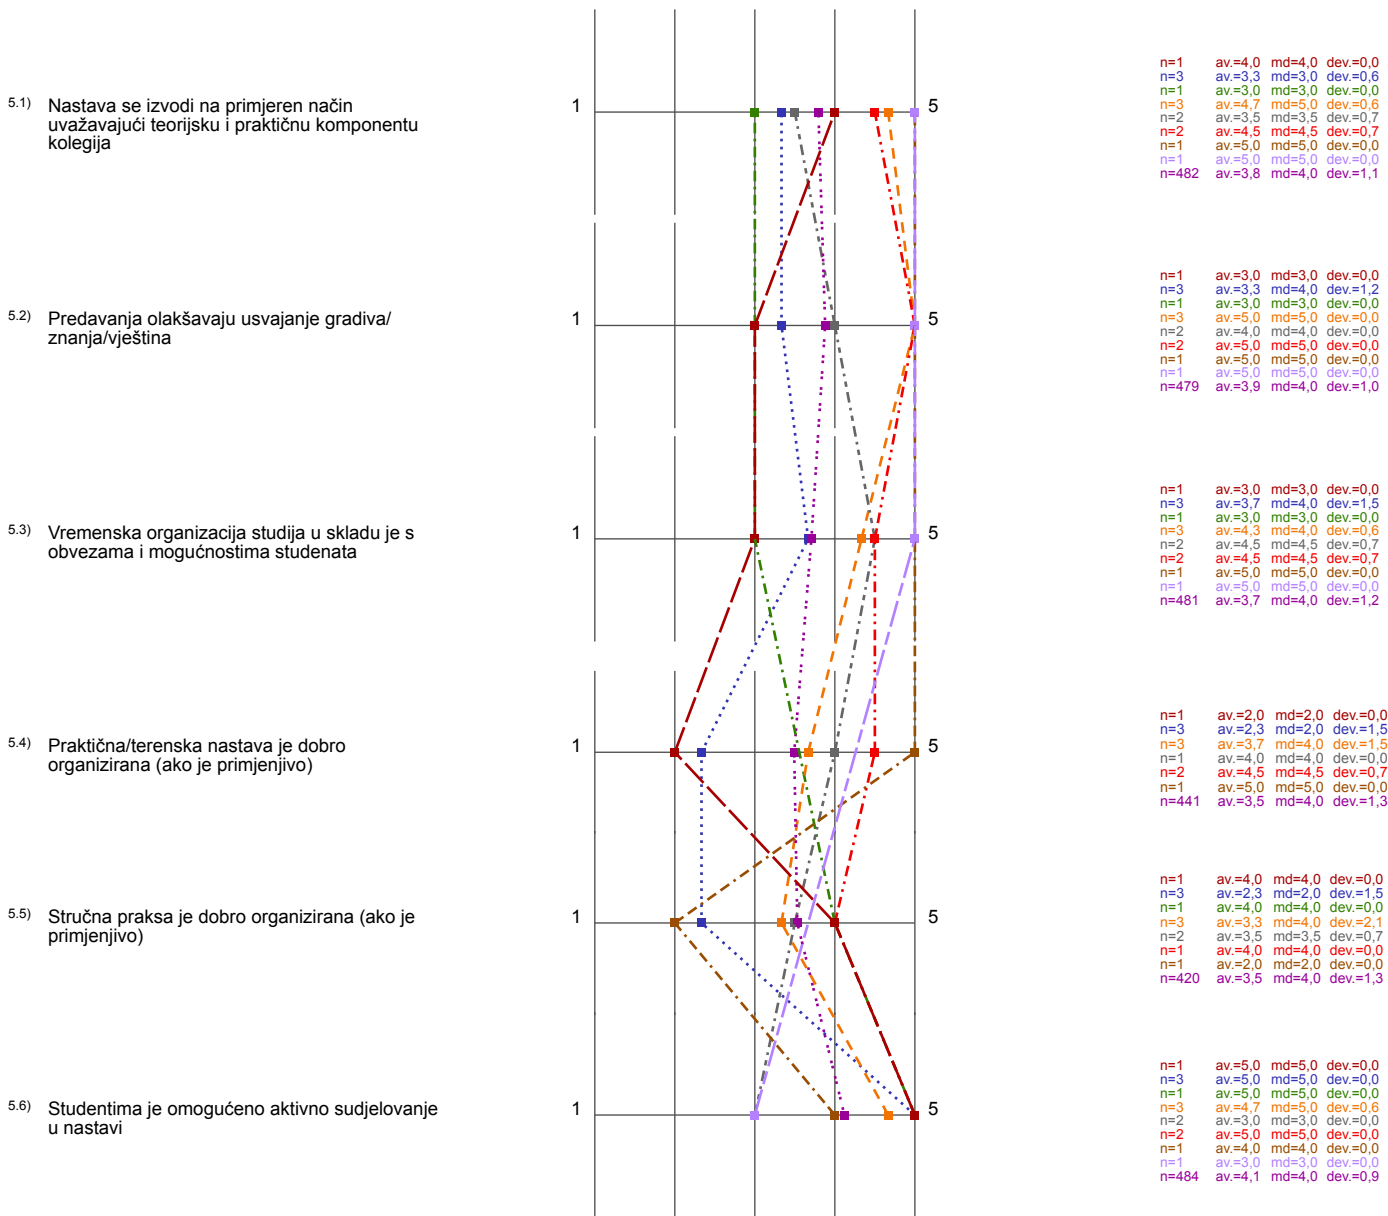 5.1) Nastava se izvodi na primjeren način
uvažavajući teorijsku i praktičnu komponentu
kolegija
1 5
n=1 av.=4,0 md=4,0 dev.=0,0
n=3 av.=3,3 md=3,0 dev.=0,6
n=1 av.=3,0 md=3,0 dev.=0,0
n=3 av.=4,7 md=5,0 dev.=0,6
n=2 av.=3,5 md=3,5 dev.=0,7
n=2 av.=4,5 md=4,5 dev.=0,7
n=1 av.=5,0 md=5,0 dev.=0,0
n=1 av.=5,0 md=5,0 dev.=0,0
n=482 av.=3,8 md=4,0 dev.=1,1
5.2) Predavanja olakšavaju usvajanje gradiva/
znanja/vještina
1 5
n=1 av.=3,0 md=3,0 dev.=0,0
n=3 av.=3,3 md=4,0 dev.=1,2
n=1 av.=3,0 md=3,0 dev.=0,0
n=3 av.=5,0 md=5,0 dev.=0,0
n=2 av.=4,0 md=4,0 dev.=0,0
n=2 av.=5,0 md=5,0 dev.=0,0
n=1 av.=5,0 md=5,0 dev.=0,0
n=1 av.=5,0 md=5,0 dev.=0,0
n=479 av.=3,9 md=4,0 dev.=1,0
5.3) Vremenska organizacija studija u skladu je s
obvezama i mogućnostima studenata
1 5
n=1 av.=3,0 md=3,0 dev.=0,0
n=3 av.=3,7 md=4,0 dev.=1,5
n=1 av.=3,0 md=3,0 dev.=0,0
n=3 av.=4,3 md=4,0 dev.=0,6
n=2 av.=4,5 md=4,5 dev.=0,7
n=2 av.=4,5 md=4,5 dev.=0,7
n=1 av.=5,0 md=5,0 dev.=0,0
n=1 av.=5,0 md=5,0 dev.=0,0
n=481 av.=3,7 md=4,0 dev.=1,2
5.4) Praktična/terenska nastava je dobro
organizirana (ako je primjenjivo)
1 5
n=1 av.=2,0 md=2,0 dev.=0,0
n=3 av.=2,3 md=2,0 dev.=1,5
n=3 av.=3,7 md=4,0 dev.=1,5
n=1 av.=4,0 md=4,0 dev.=0,0
n=2 av.=4,5 md=4,5 dev.=0,7
n=1 av.=5,0 md=5,0 dev.=0,0
n=441 av.=3,5 md=4,0 dev.=1,3
5.5) Stručna praksa je dobro organizirana (ako je
primjenjivo)
1 5
n=1 av.=4,0 md=4,0 dev.=0,0
n=3 av.=2,3 md=2,0 dev.=1,5
n=1 av.=4,0 md=4,0 dev.=0,0
n=3 av.=3,3 md=4,0 dev.=2,1
n=2 av.=3,5 md=3,5 dev.=0,7
n=1 av.=4,0 md=4,0 dev.=0,0
n=1 av.=2,0 md=2,0 dev.=0,0
n=420 av.=3,5 md=4,0 dev.=1,3
5.6) Studentima je omogućeno aktivno sudjelovanje
u nastavi
1 5
n=1 av.=5,0 md=5,0 dev.=0,0
n=3 av.=5,0 md=5,0 dev.=0,0
n=1 av.=5,0 md=5,0 dev.=0,0
n=3 av.=4,7 md=5,0 dev.=0,6
n=2 av.=3,0 md=3,0 dev.=0,0
n=2 av.=5,0 md=5,0 dev.=0,0
n=1 av.=4,0 md=4,0 dev.=0,0
n=1 av.=3,0 md=3,0 dev.=0,0
n=484 av.=4,1 md=4,0 dev.=0,9